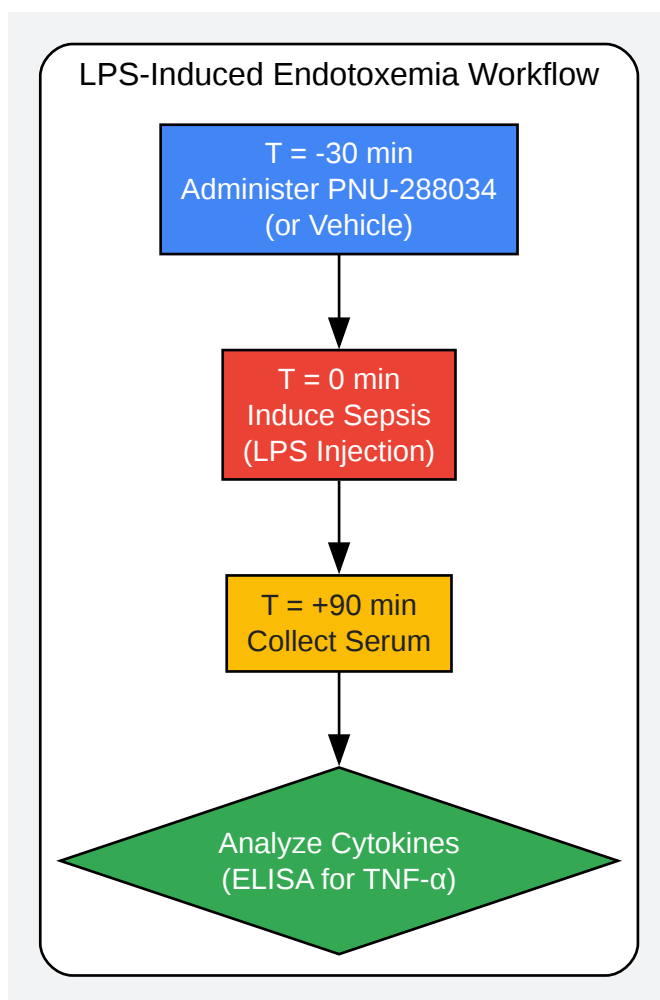 LPS-Induced Endotoxemia Workflow
T = -30 min
Administer PNU-288034
(or Vehicle)
T = 0 min
Induce Sepsis
(LPS Injection)
T = +90 min
Collect Serum
Analyze Cytokines
(ELISA for TNF-α)